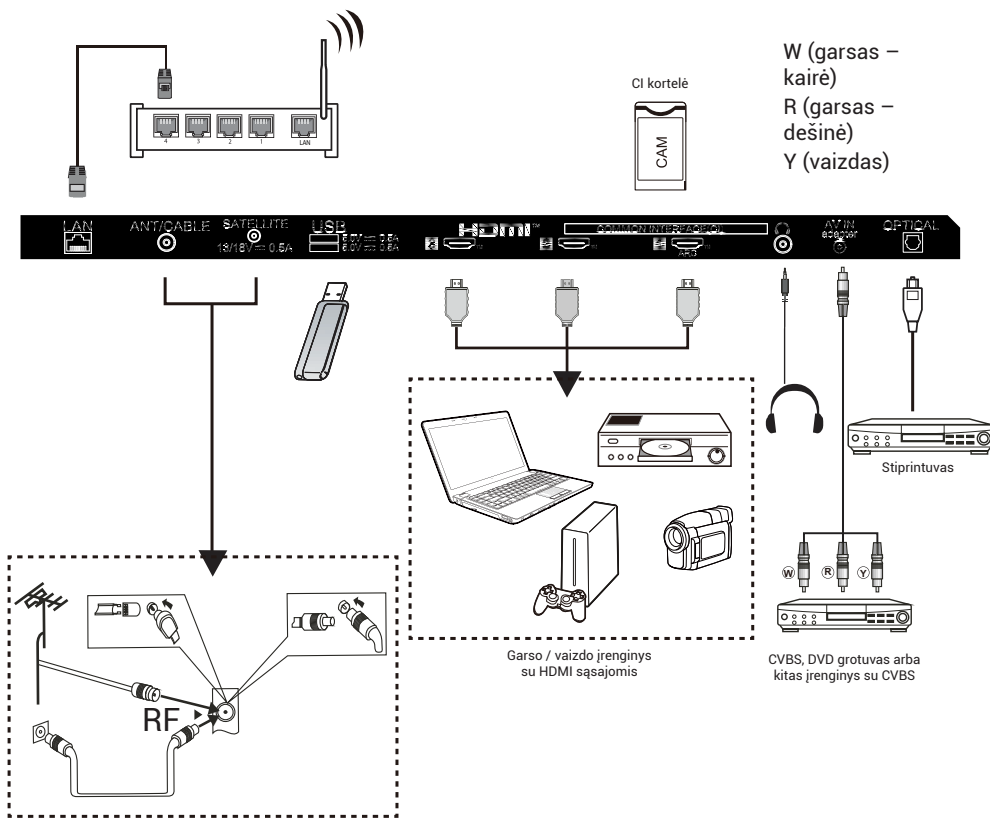 W (garsas –
kairė)
R (garsas –
dešinė)
Y (vaizdas)
CI kortelė
CAM
4 3 2 1 LAN
LAN
ANT/CABLE
SATELLITE
13/18V⎓ 0.5A
USB
HDMI™
COMMON INTERFACE(CI)
ARC
AV IN
adapter
OPTICAL
Stiprintuvas
W R Y
Garso / vaizdo įrenginys
su HDMI sąsajomis
CVBS, DVD grotuvas arba
kitas įrenginys su CVBS
RF